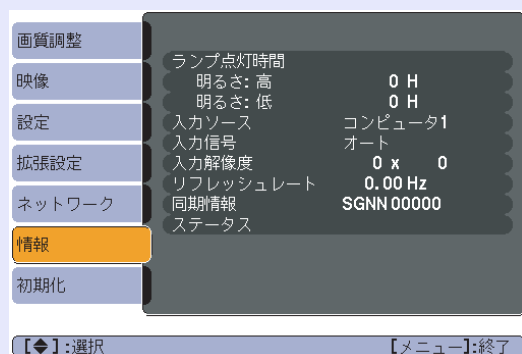 画質調整
映像
設定
拡張設定
ネットワーク
情報
初期化
ランプ点灯時間
明るさ: 高 0 H
明るさ: 低 0 H
入力ソース コンピュータ1
入力信号 オート
入力解像度 0 x 0
リフレッシュレート 0.00 Hz
同期情報 SGNN 00000
ステータス
[◆]:選択 [メニュー]:終了